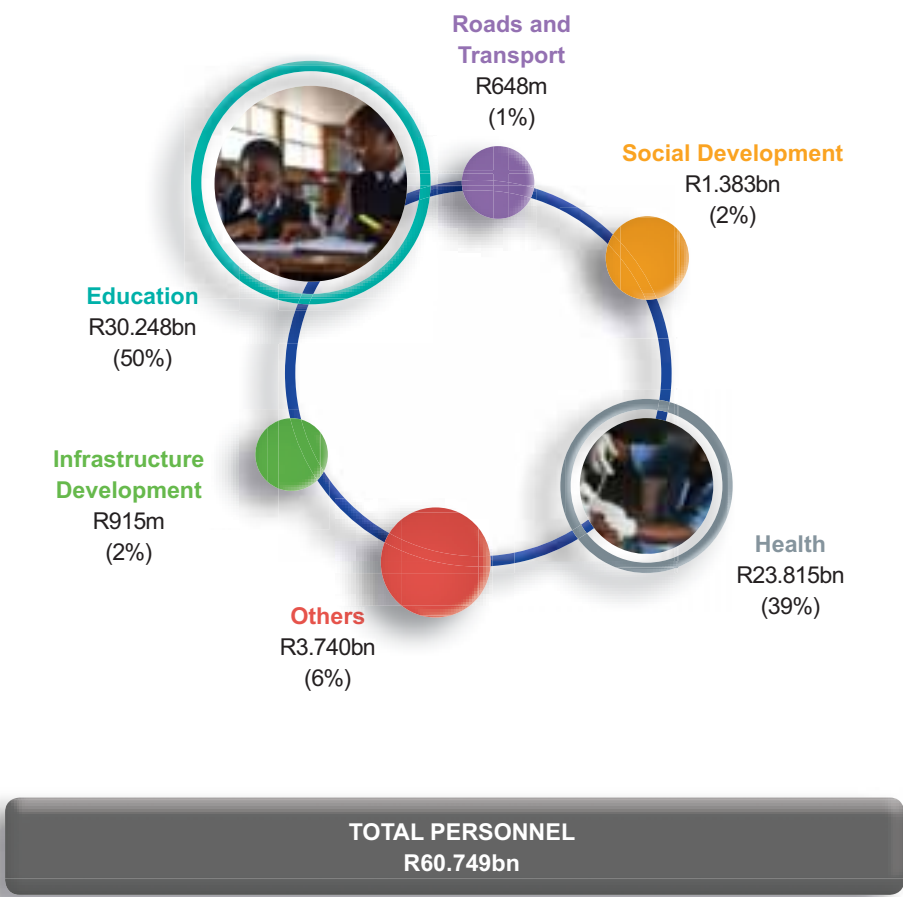 Roads and
Transport
R648m
(1%)
Social Development
R1.383bn
(2%)
Education
R30.248bn
(50%)
Infrastructure
Development
R915m
(2%)
Health
R23.815bn
(39%)
Others
R3.740bn
(6%)
TOTAL PERSONNEL
R60.749bn